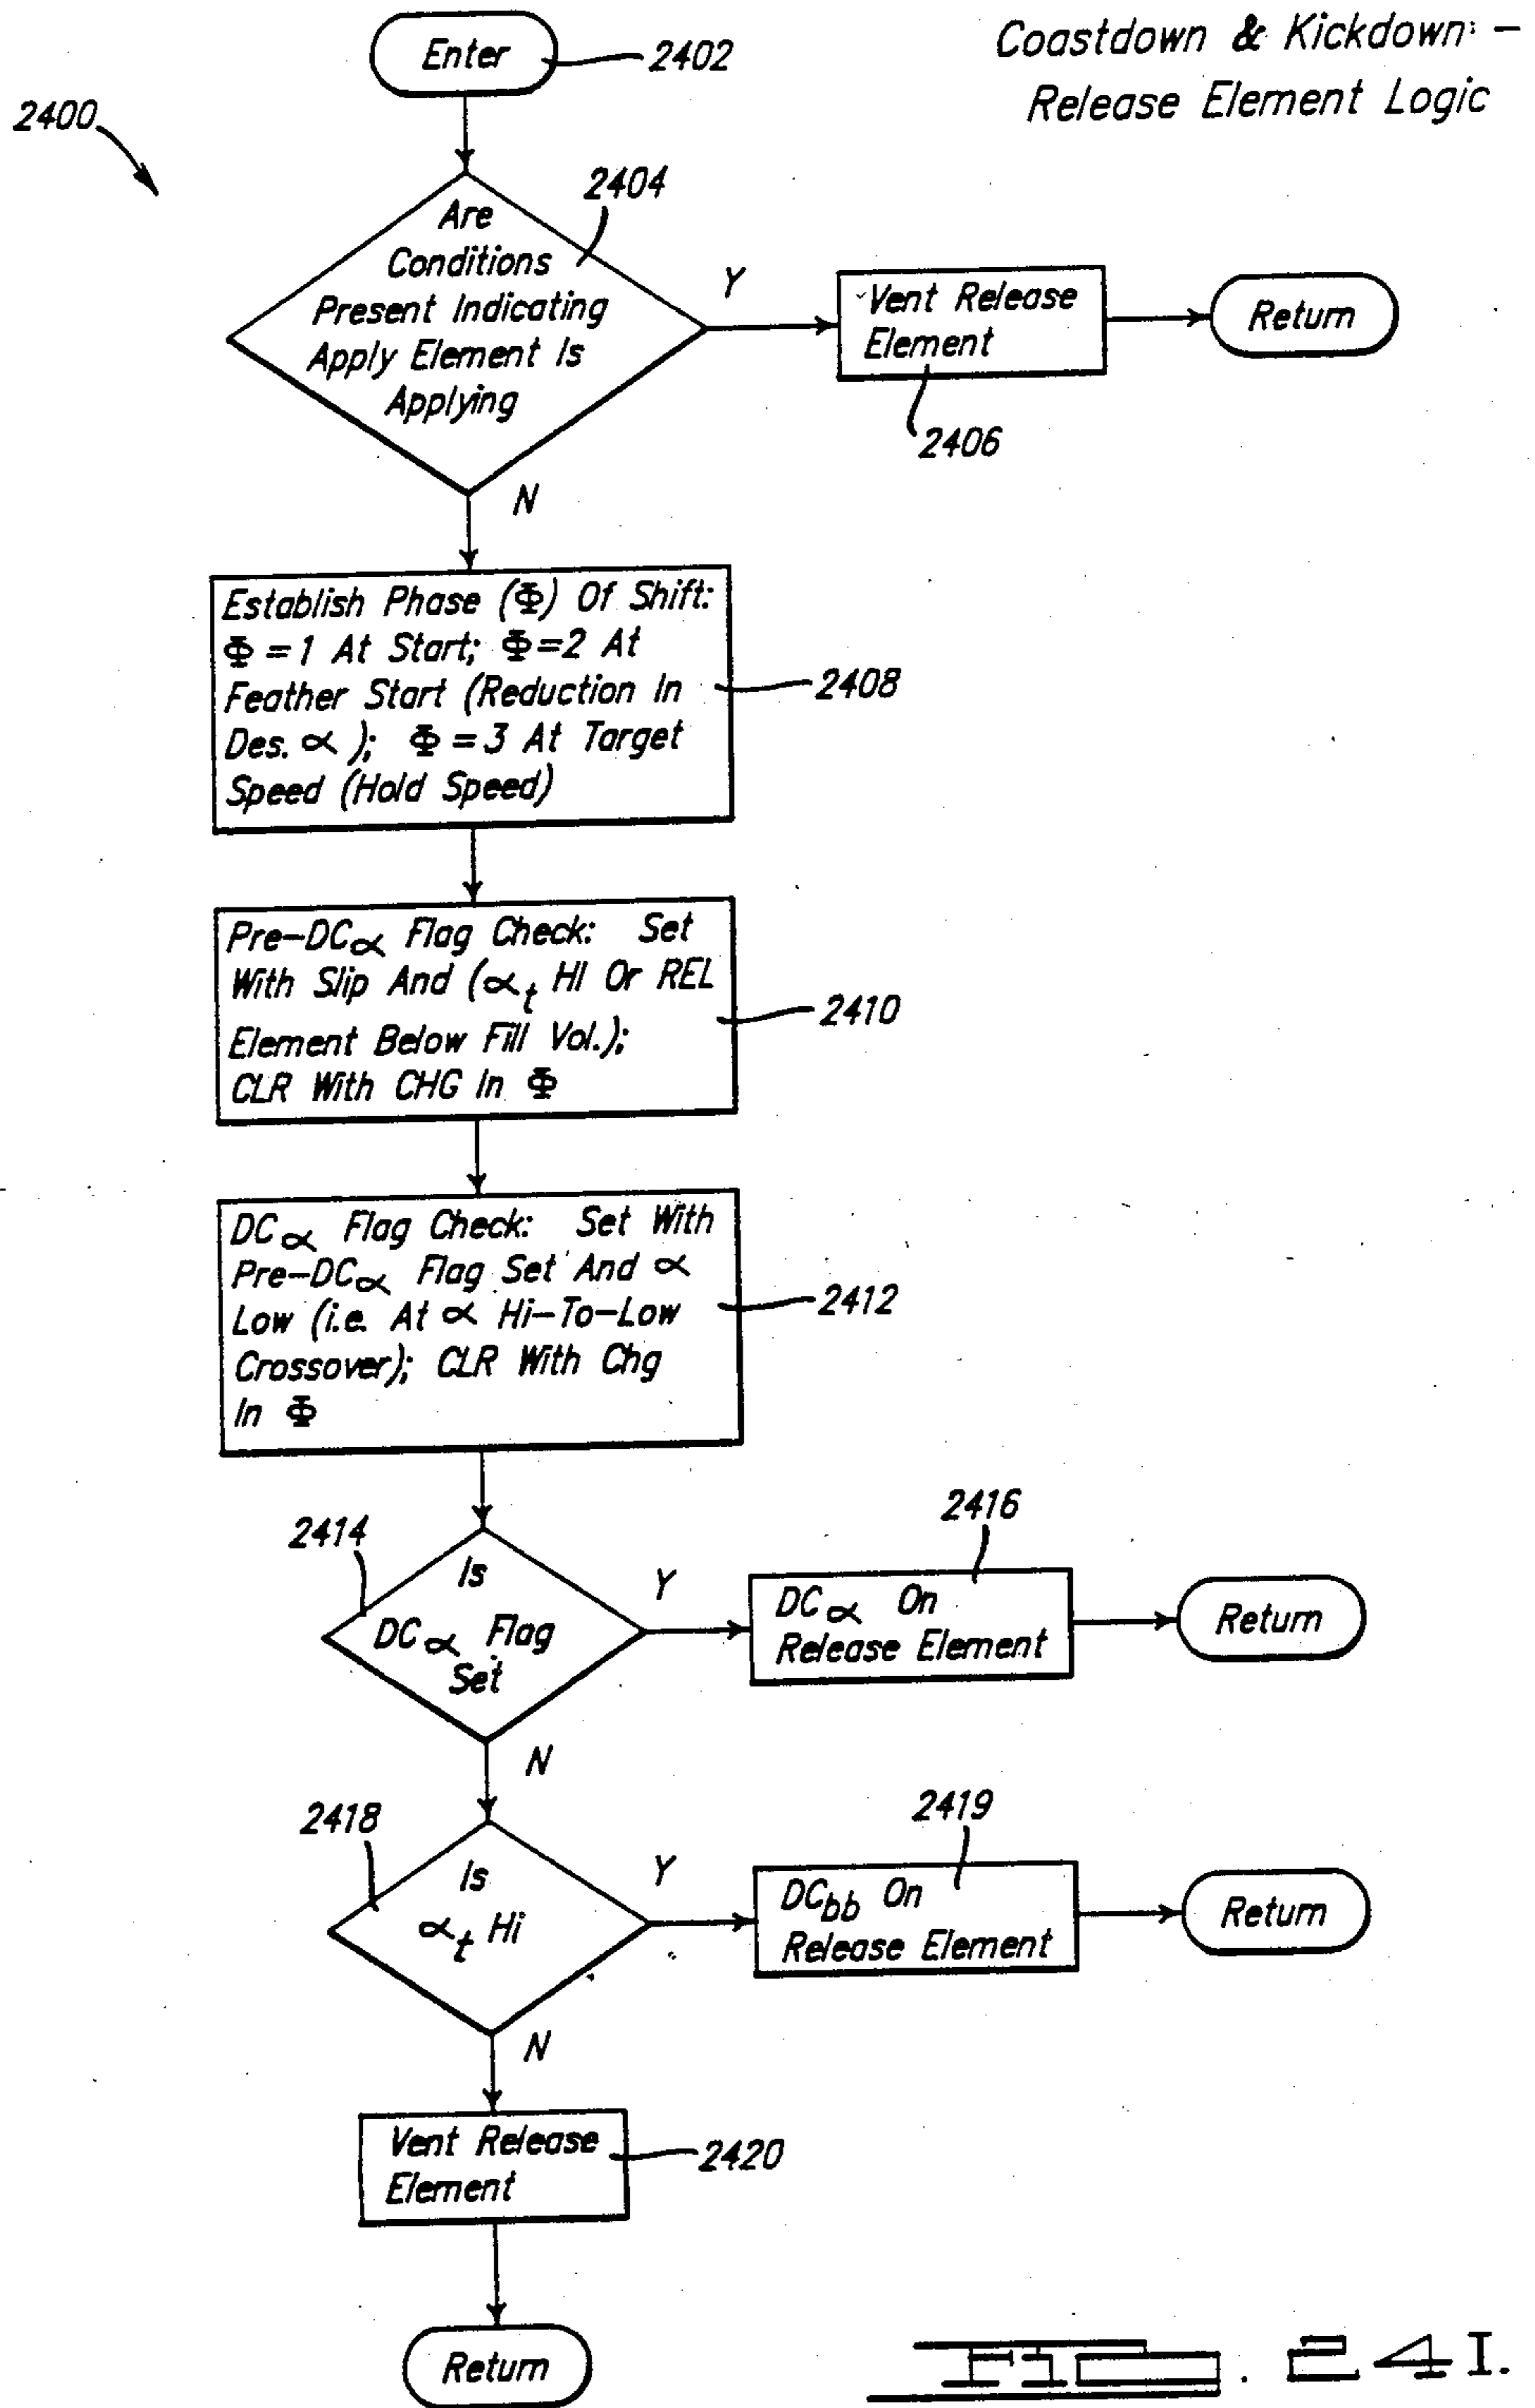 Coastdown & Kickdown: -
Release Element Logic
2400
Enter
2402
2404
Are
Conditions
Present Indicating
Apply Element Is
Applying
Y
Vent Release
Element
2406
Return
N
Establish Phase (Φ) Of Shift:
Φ = 1 At Start; Φ=2 At
Feather Start (Reduction In
Des. ∝ ); Φ = 3 At Target
Speed (Hold Speed)
2408
Pre-DC∝ Flag Check: Set
With Slip And (∝t HI Or REL
Element Below Fill Vol.);
CLR With CHG In Φ
2410
DC∝ Flag Check: Set With
Pre-DC∝ Flag Set And ∝
Low (i.e. At ∝ Hi-To-Low
Crossover); CLR With Chg
In Φ
2412
2414
Is
DC∝ Flag
Set
Y
2416
DC∝ On
Release Element
Return
N
2418
Is
∝t Hi
Y
2419
DCbb On
Release Element
Return
N
Vent Release
Element
2420
Return
FIG. 24I.